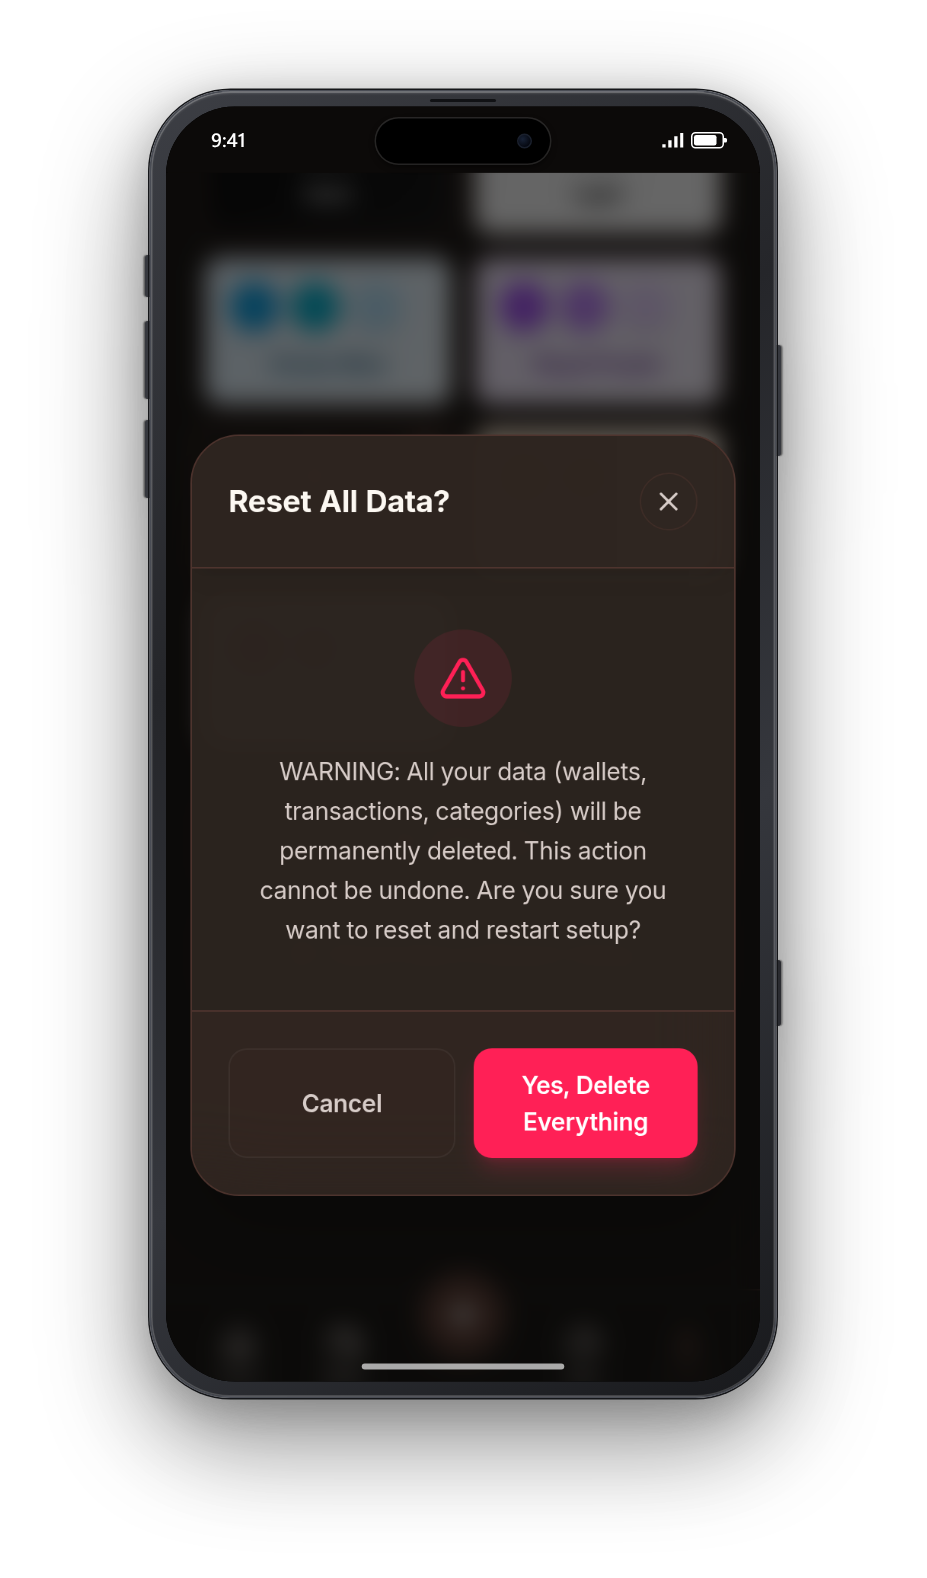 9:41
Reset All Data?
WARNING: All your data (wallets,
transactions, categories) will be
permanently deleted. This action
cannot be undone. Are you sure you
want to reset and restart setup?
Cancel
Yes, Delete
Everything